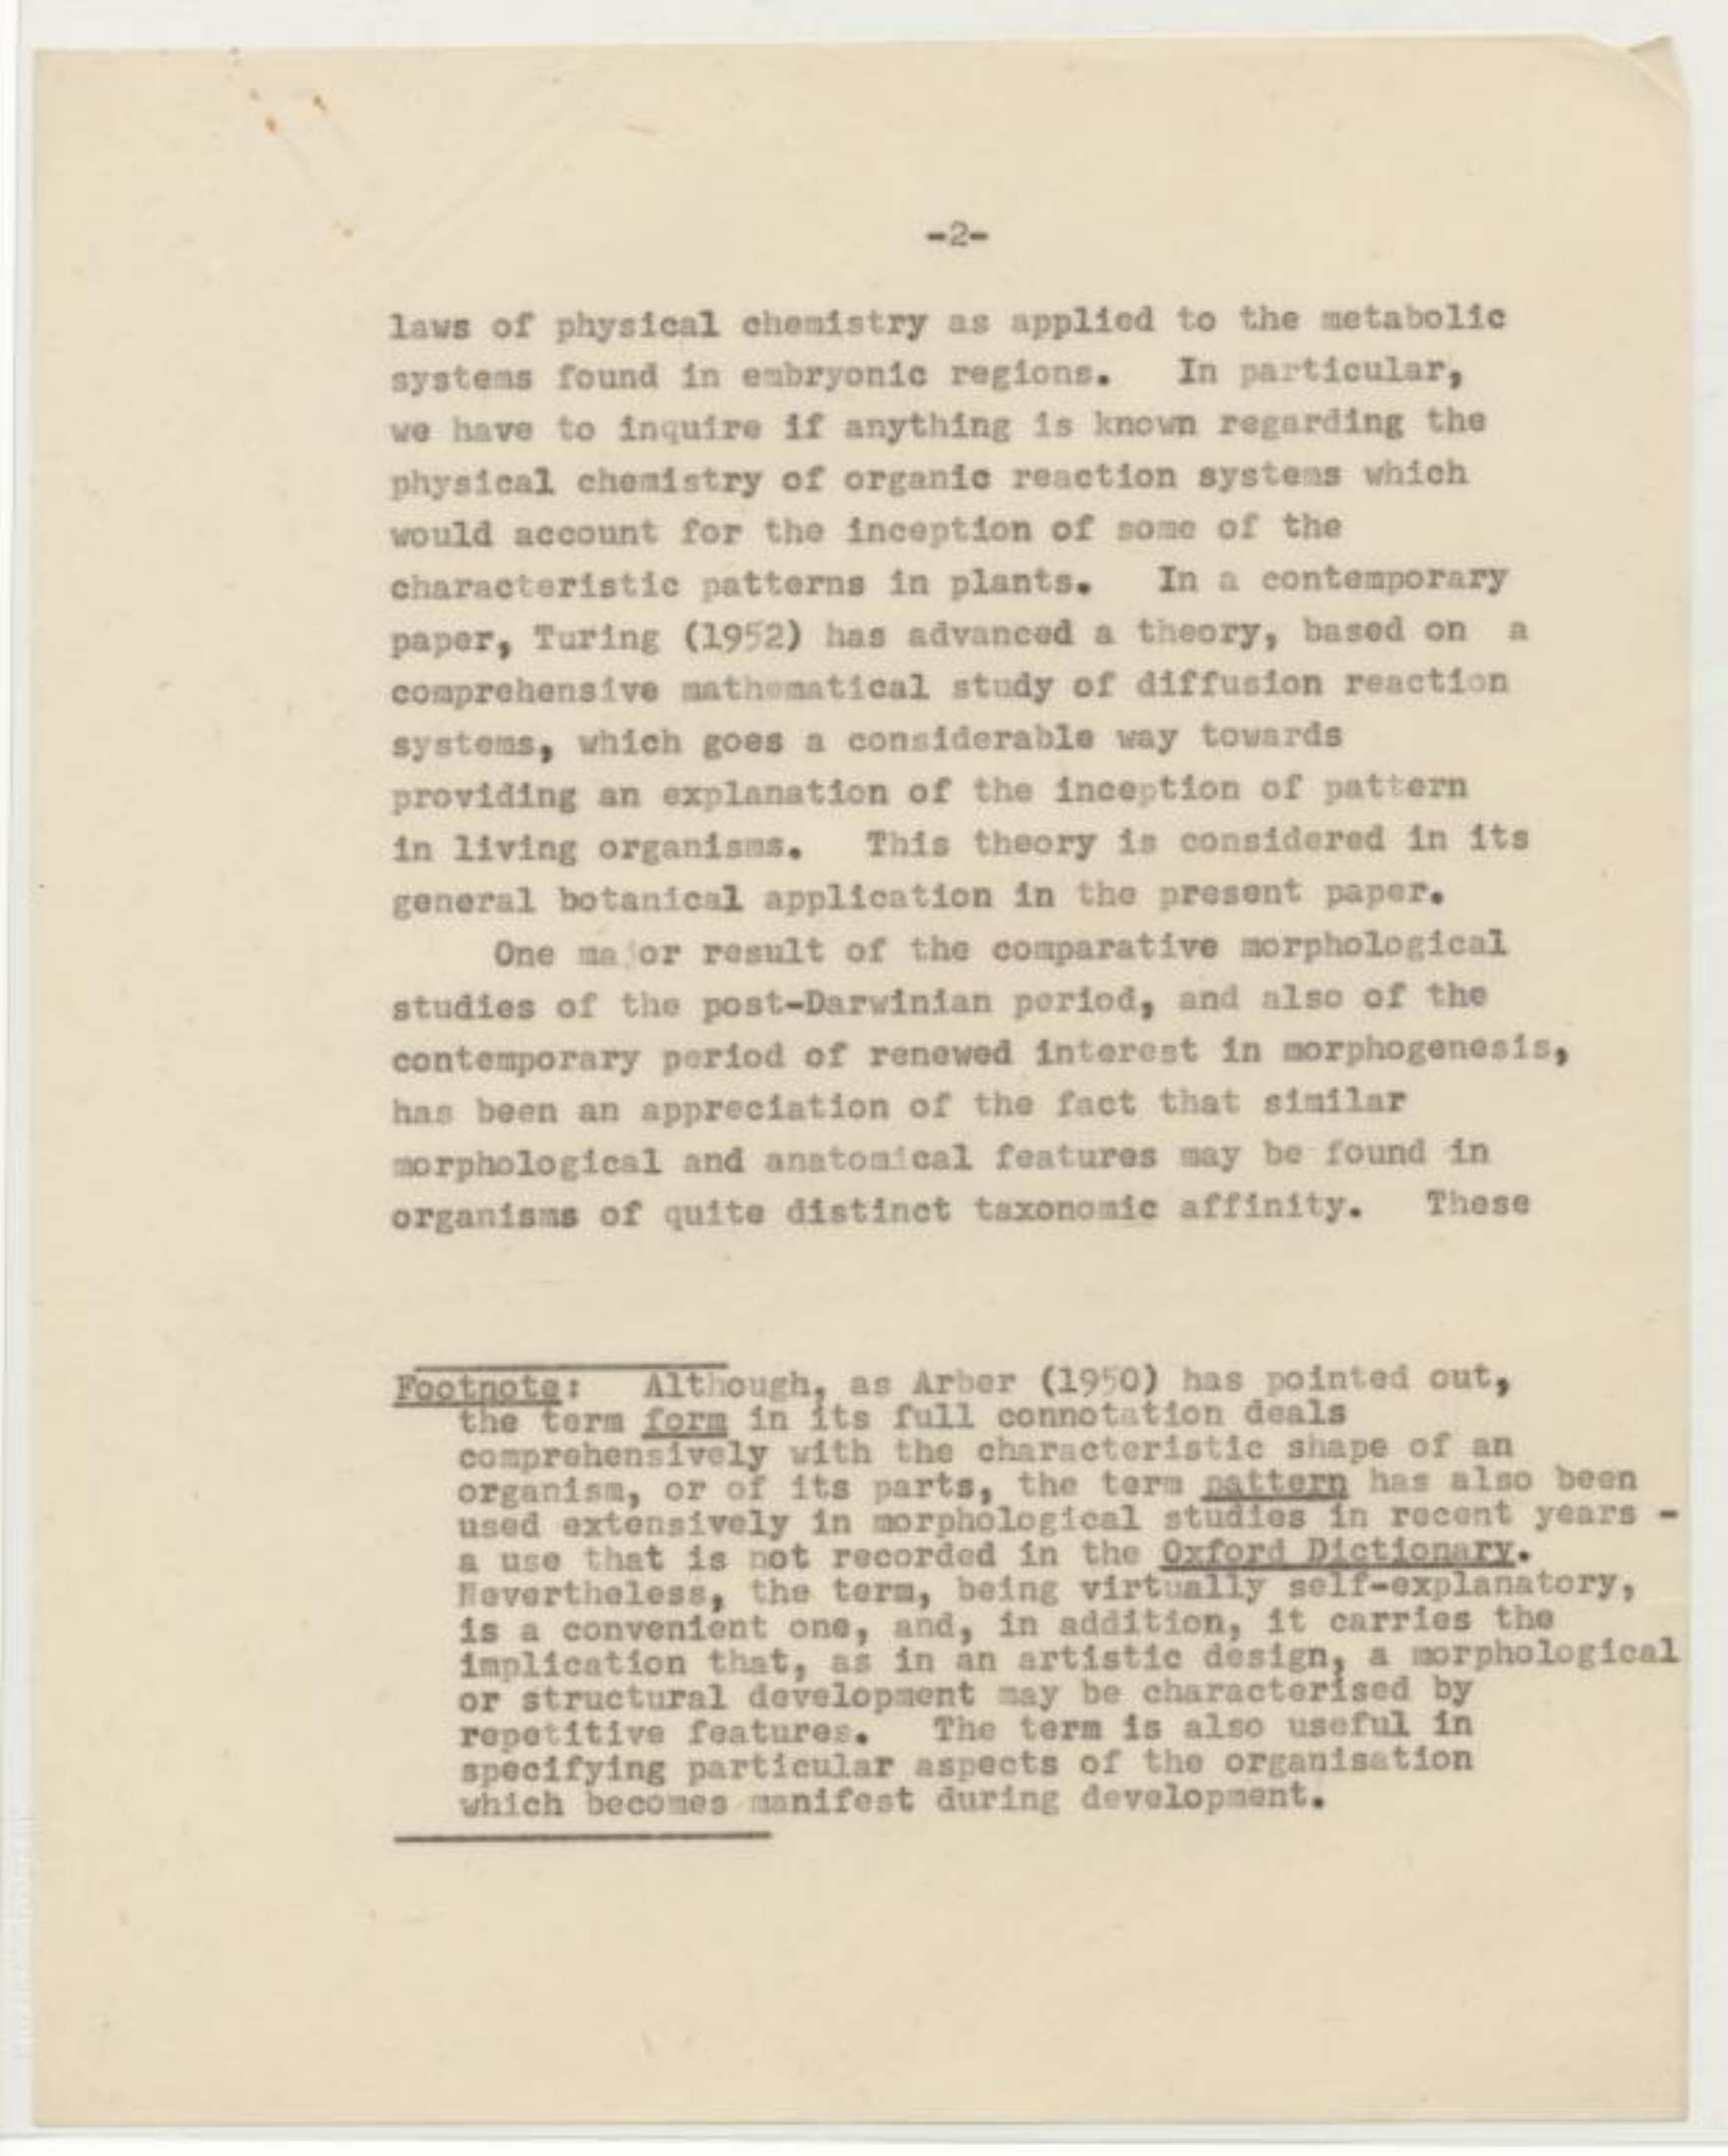 -2-
laws of physical chemistry as applied to the metabolic
systems found in embryonic regions. In particular,
we have to inquire if anything is known regarding the
physical chemistry of organic reaction systems which
would account for the inception of some of the
characteristic patterns in plants. In a contemporary
paper, Turing (1952) has advanced a theory, based on a
comprehensive mathematical study of diffusion reaction
systems, which goes a considerable way towards
providing an explanation of the inception of pattern
in living organisms. This theory is considered in its
general botanical application in the present paper.
One major result of the comparative morphological
studies of the post-Darwinian period, and also of the
contemporary period of renewed interest in morphogenesis,
has been an appreciation of the fact that similar
morphological and anatomical features may be found in
organisms of quite distinct taxonomic affinity. These
Footnote: Although, as Arber (1950) has pointed out,
the term form in its full connotation deals
comprehensively with the characteristic shape of an
organism, or of its parts, the term pattern has also been
used extensively in morphological studies in recent years -
a use that is not recorded in the Oxford Dictionary.
Nevertheless, the term, being virtually self-explanatory,
is a convenient one, and, in addition, it carries the
implication that, as in an artistic design, a morphological
or structural development may be characterised by
repetitive features. The term is also useful in
specifying particular aspects of the organisation
which becomes manifest during development.